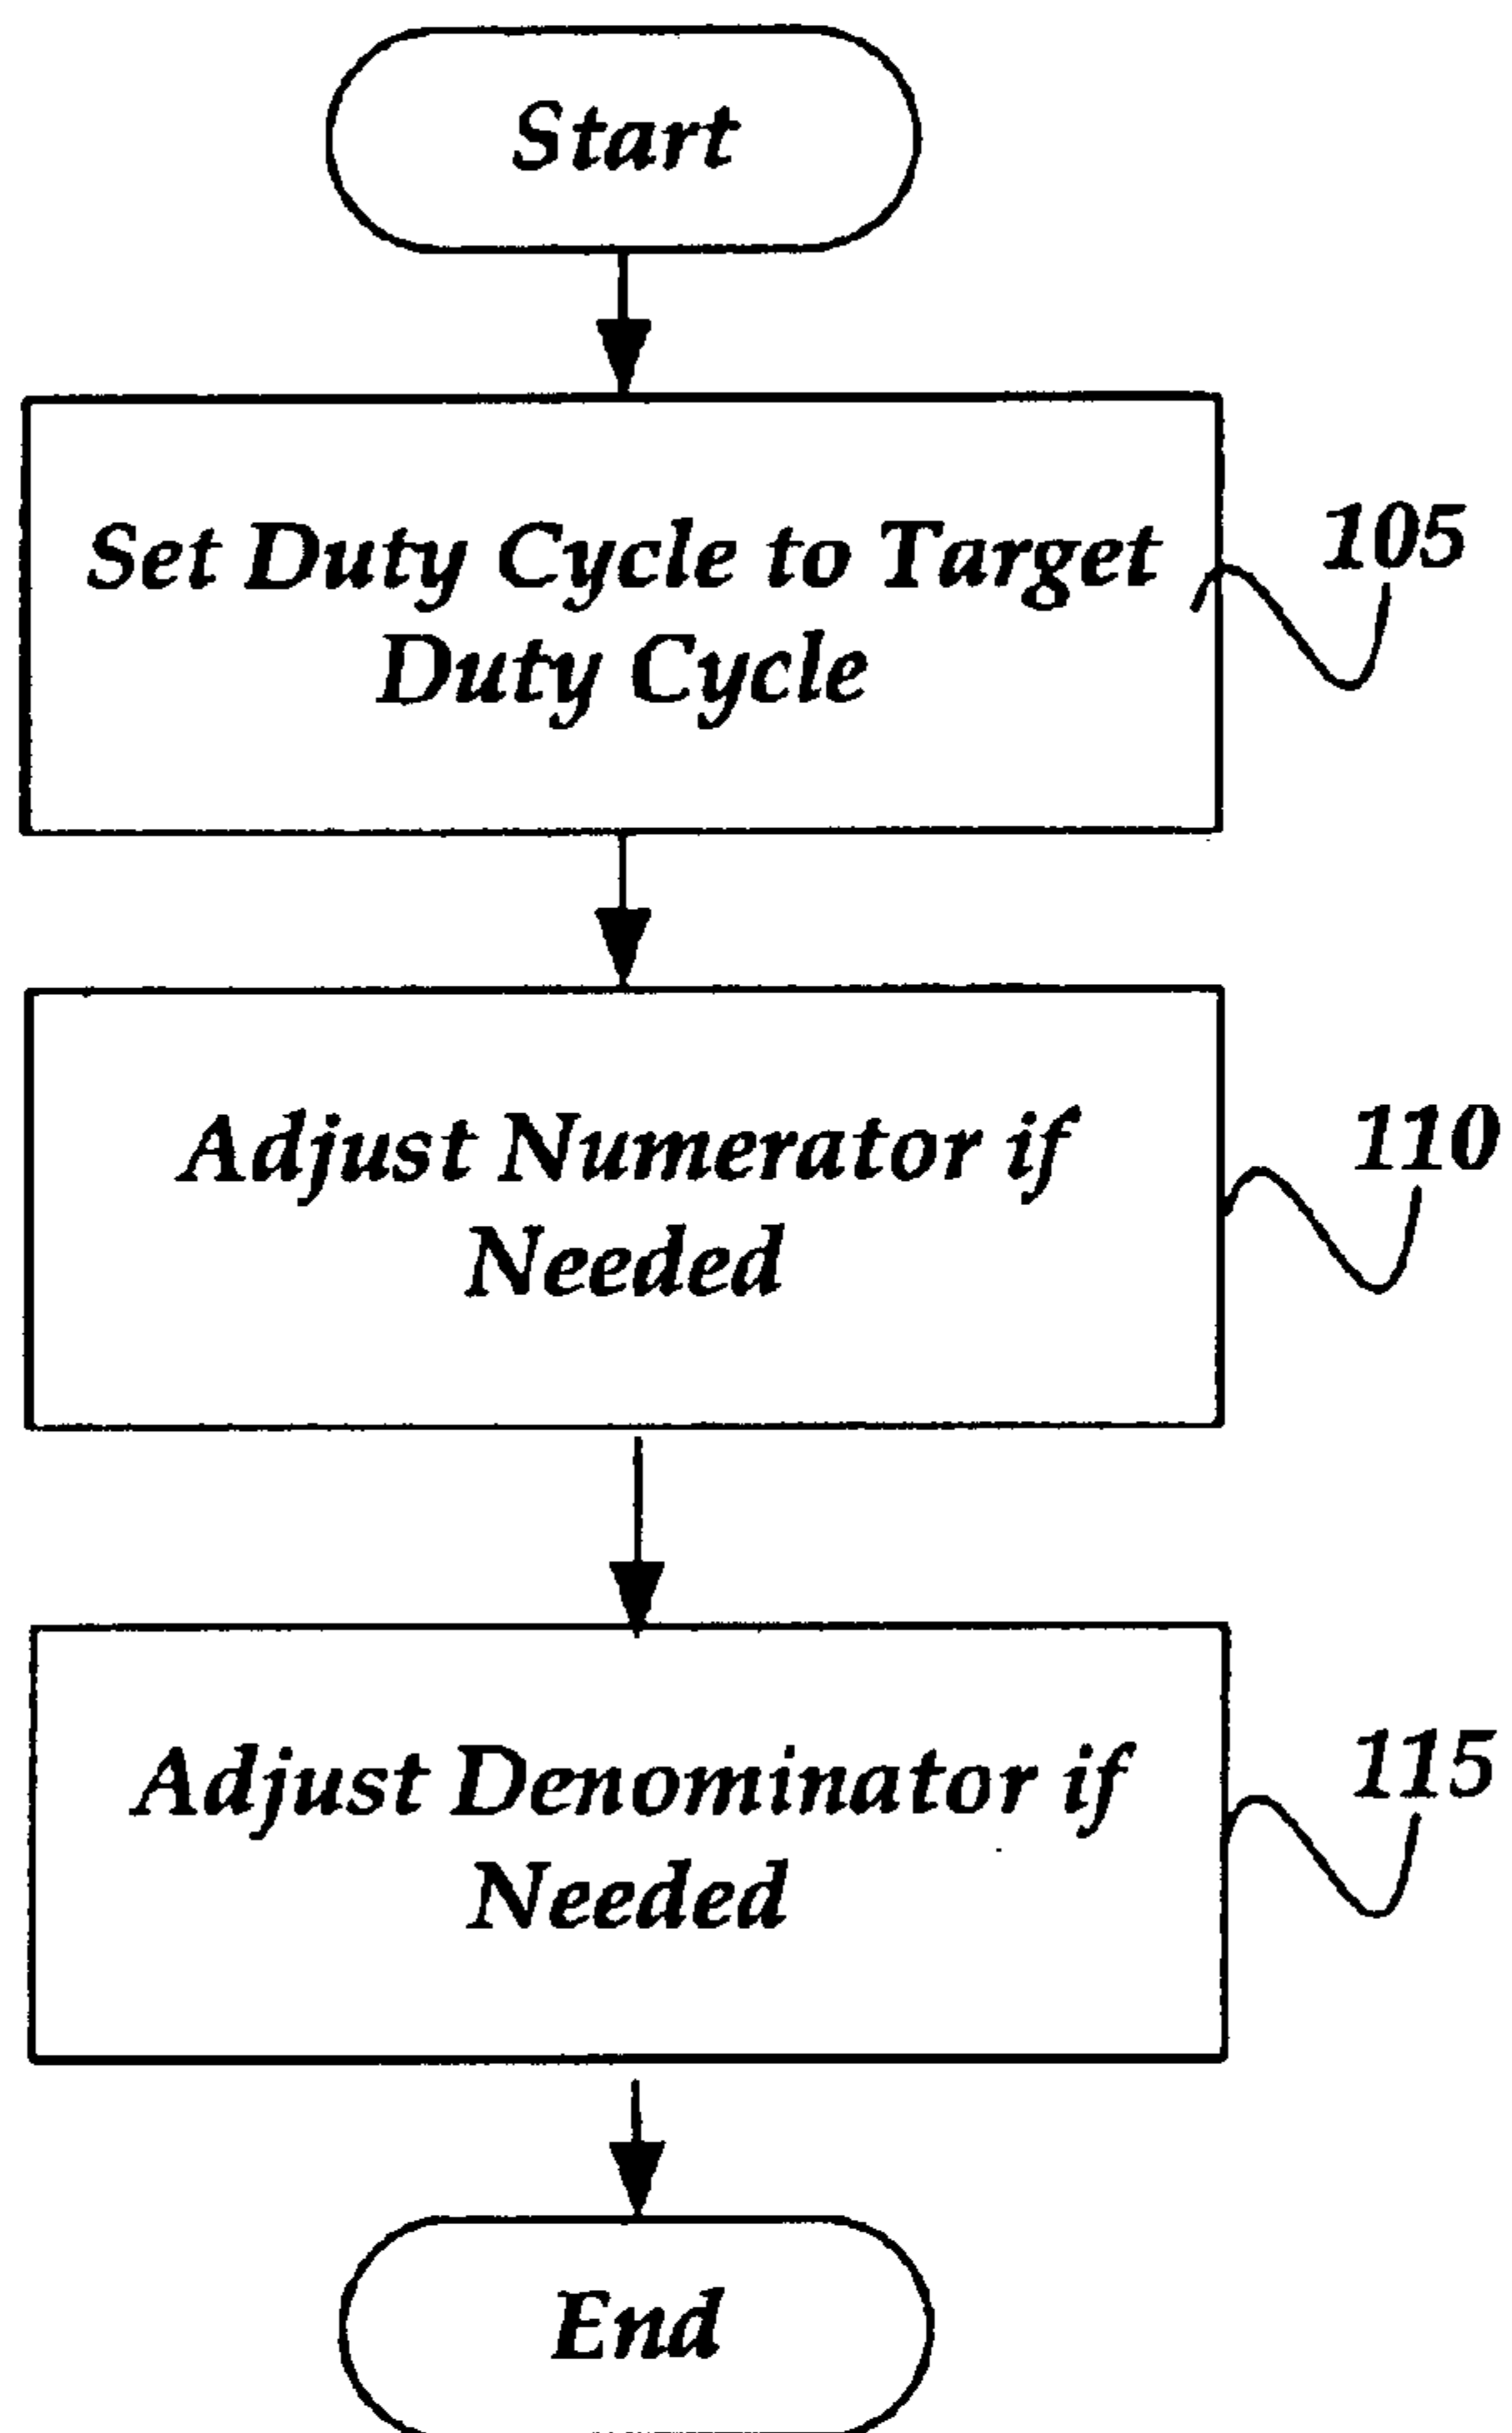 Start
Set Duty Cycle to Target
Duty Cycle
105
Adjust Numerator if
Needed
110
Adjust Denominator if
Needed
115
End